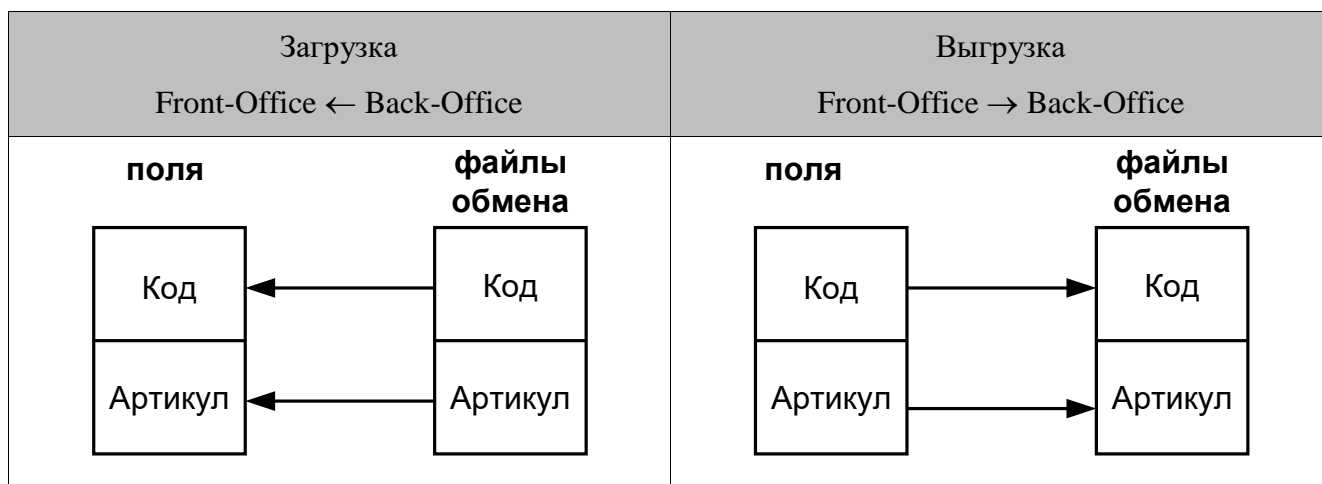 Загрузка
Front-Office ← Back-Office
Выгрузка
Front-Office → Back-Office
поля
файлы
обмена
Код
Код
Артикул
Артикул
поля
файлы
обмена
Код
Код
Артикул
Артикул